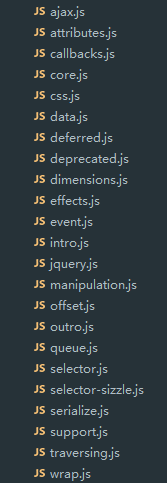 JS ajax.js
JS attributes.js
JS callbacks.js
JS core.js
JS css.js
JS data.js
JS deferred.js
JS deprecated.js
JS dimensions.js
JS effects.js
JS event.js
JS intro.js
JS jquery.js
JS manipulation.js
JS offset.js
JS outro.js
JS queue.js
JS selector.js
JS selector-sizzle.js
JS serialize.js
JS support.js
JS traversing.js
JS wrap.js